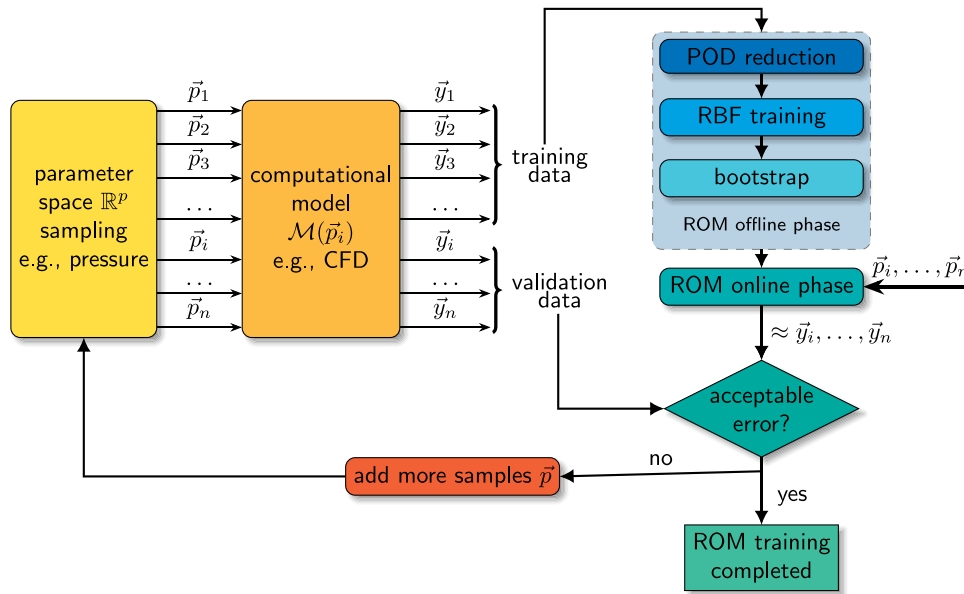 parameter
space ℝᵖ
sampling
e.g., pressure
p⃗₁
p⃗₂
p⃗₃
...
p⃗ᵢ
...
p⃗ₙ
computational
model
ℳ(p⃗ᵢ)
e.g., CFD
y⃗₁
y⃗₂
y⃗₃
...
y⃗ᵢ
...
y⃗ₙ
training
data
validation
data
POD reduction
RBF training
bootstrap
ROM offline phase
ROM online phase
p⃗ᵢ, ..., p⃗ₙ
≈ y⃗ᵢ, ..., y⃗ₙ
acceptable
error?
no
add more samples p⃗
yes
ROM training
completed